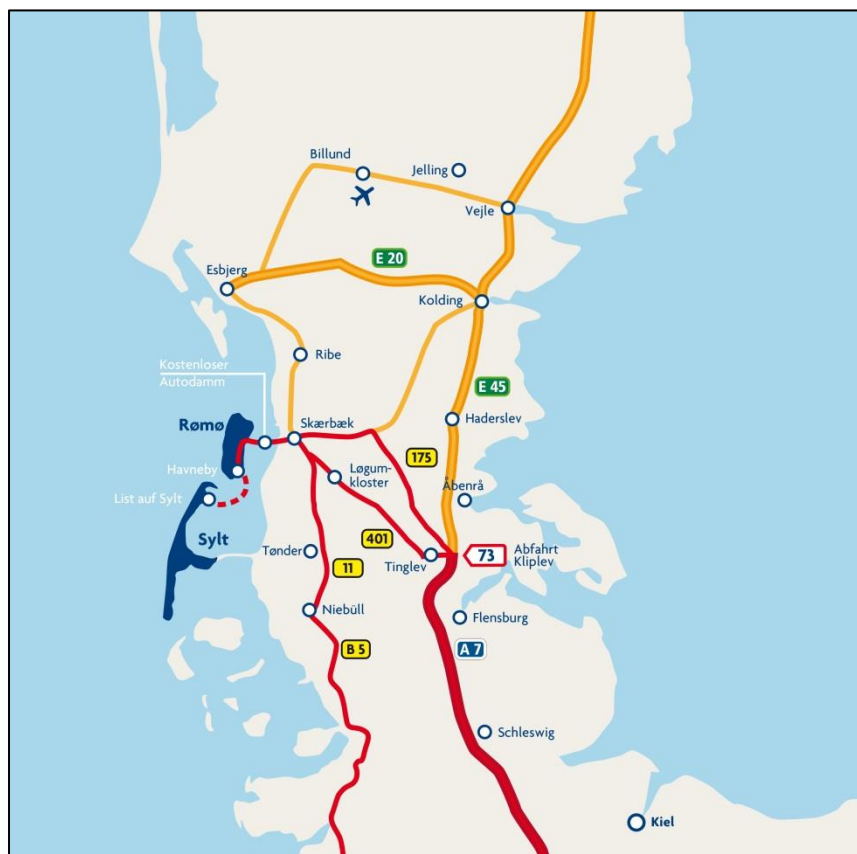 Billund
Jelling
Vejle
E 20
Esbjerg
Kolding
Ribe
Kostenloser
Autodamm
E 45
Rømø
Skærbæk
Haderslev
175
Havneby
Løgum-
kloster
Åbenrå
List auf Sylt
401
Sylt
Tønder
11
Tinglev
73
Abfahrt
Kliplev
Niebüll
Flensburg
B 5
A 7
Schleswig
Kiel